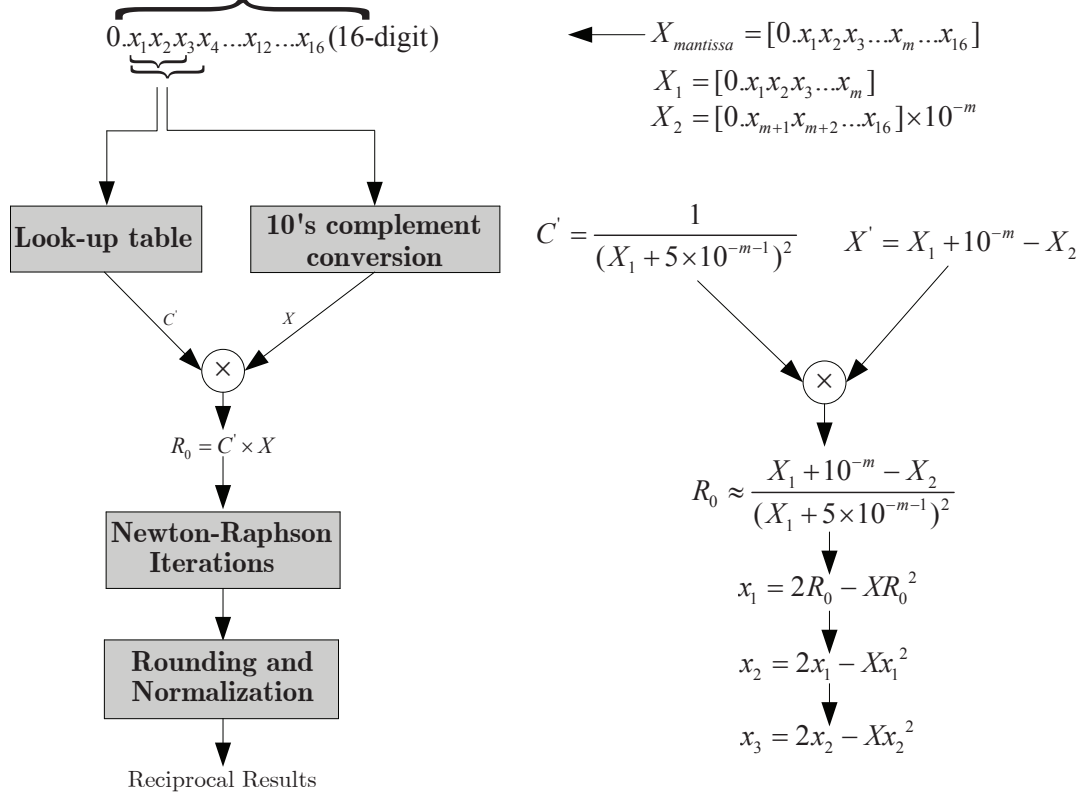 0.x₁x₂x₃x₄...x₁₂...x₁₆(16-digit)
Look-up table
10's complement
conversion
C'
X
×
R₀ = C' × X
Newton-Raphson
Iterations
Rounding and
Normalization
Reciprocal Results
X_mantissa = [0.x₁x₂x₃...x_m...x₁₆]
X₁ = [0.x₁x₂x₃...x_m]
X₂ = [0.x_{m+1}x_{m+2}...x₁₆]×10^{-m}
C' = 1 / (X₁ + 5×10^{-m-1})²
X' = X₁ + 10^{-m} − X₂
×
R₀ ≈ (X₁ + 10^{-m} − X₂) / (X₁ + 5×10^{-m-1})²
x₁ = 2R₀ − XR₀²
x₂ = 2x₁ − Xx₁²
x₃ = 2x₂ − Xx₂²